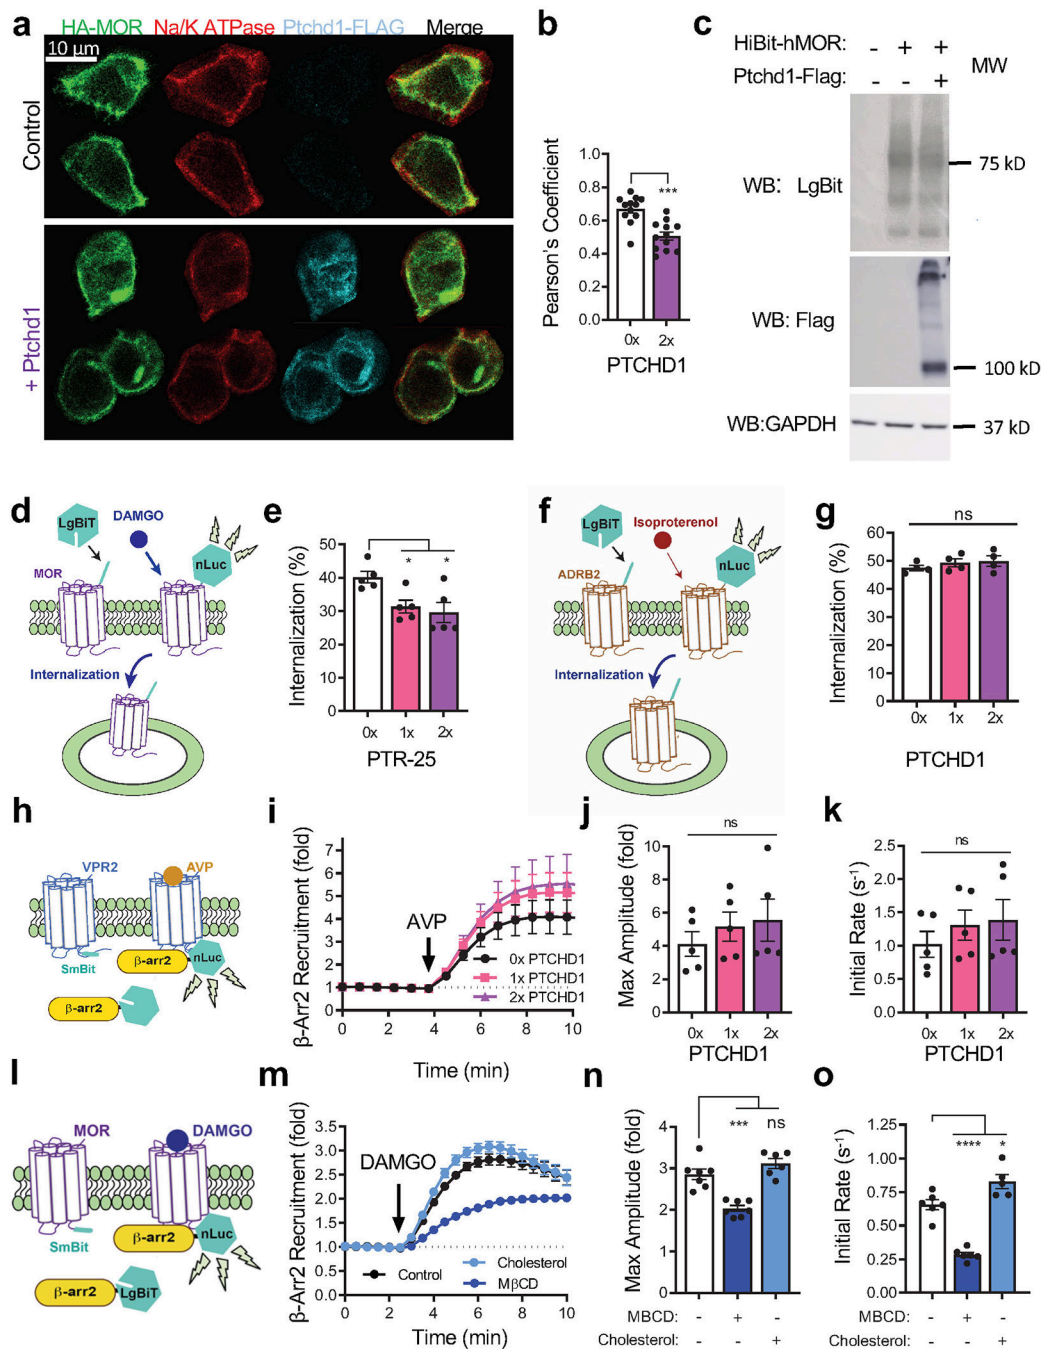 a
HA-MOR Na/K ATPase Ptchd1-FLAG Merge
10 µm
Control
+ Ptchd1
b
Pearson's Coefficient
1.0
0.8
0.6
0.4
0.2
0.0
***
0x 2x
PTCHD1
c
HiBit-hMOR: - + +
Ptchd1-Flag: - - +
MW
WB: LgBit
75 kD
WB: Flag
100 kD
WB:GAPDH
37 kD
d
LgBiT
DAMGO
nLuc
MOR
Internalization
e
Internalization (%)
50
40
30
20
10
0
* *
0x 1x 2x
PTR-25
f
LgBiT
Isoproterenol
nLuc
ADRB2
Internalization
g
Internalization (%)
60
50
40
30
20
10
0
ns
0x 1x 2x
PTCHD1
h
VPR2
AVP
SmBit
β-arr2
nLuc
β-arr2
i
β-Arr2 Recruitment (fold)
7
6
5
4
3
2
1
0
AVP
0x PTCHD1
1x PTCHD1
2x PTCHD1
0 2 4 6 8 10
Time (min)
j
Max Amplitude (fold)
10
8
6
4
2
0
ns
0x 1x 2x
PTCHD1
k
Initial Rate (s-1)
2.5
2.0
1.5
1.0
0.5
0.0
ns
0x 1x 2x
PTCHD1
l
MOR
DAMGO
SmBit
β-arr2
nLuc
β-arr2
LgBiT
m
β-Arr2 Recruitment (fold)
3.5
3.0
2.5
2.0
1.5
1.0
0.5
0.0
DAMGO
Control
Cholesterol
MβCD
0 2 4 6 8 10
Time (min)
n
Max Amplitude (fold)
4
3
2
1
0
*** ns
MBCD: - + -
Cholesterol: - - +
o
Initial Rate (s-1)
1.25
1.00
0.75
0.50
0.25
0.00
**** *
MBCD: - + -
Cholesterol: - - +